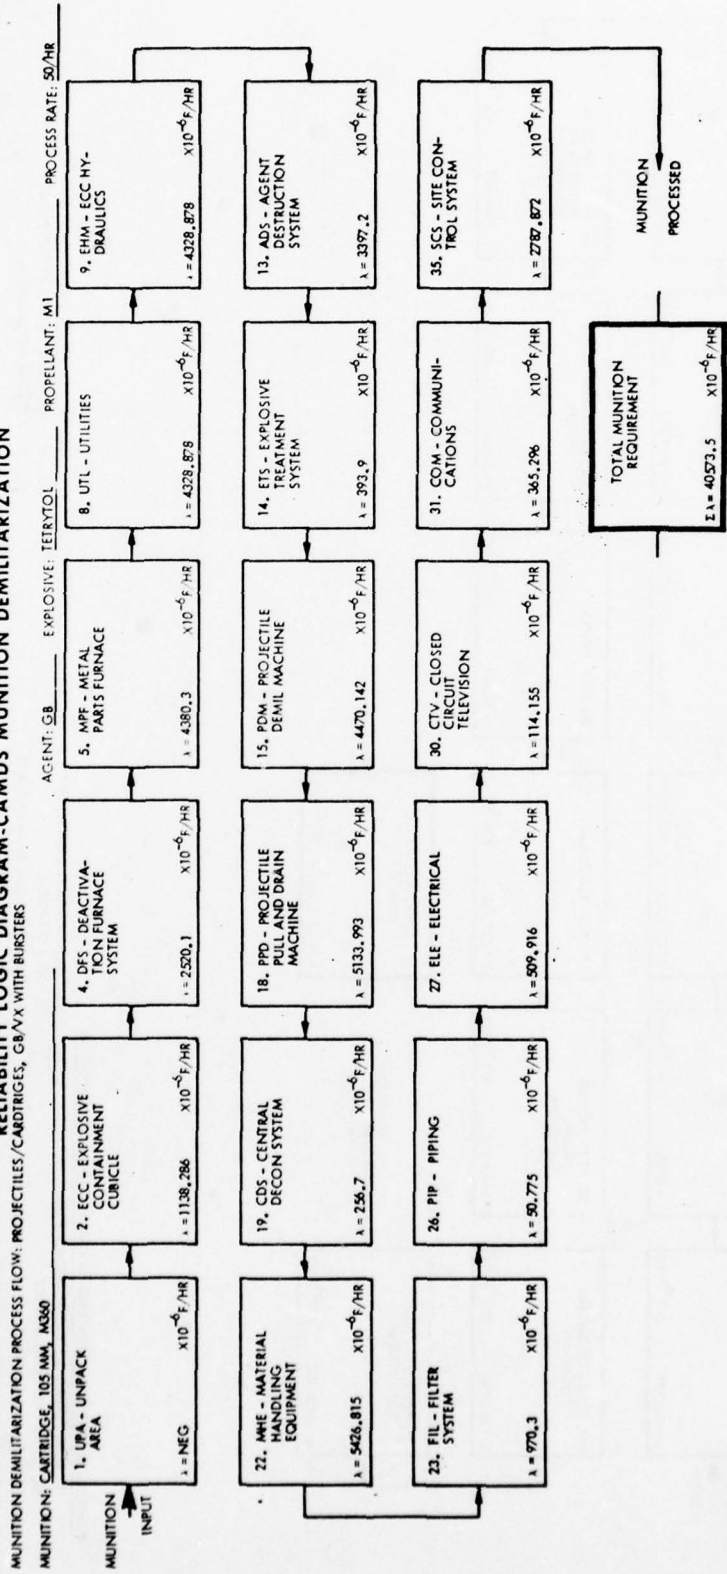 RELIABILITY LOGIC DIAGRAM-CAMDS MUNITION DEMILITARIZATION
MUNITION DEMILITARIZATION PROCESS FLOW: PROJECTILES/CARDTRIGES, GB/VX WITH BURSTERS
MUNITION: CARTRIDGE, 105 MM, M360 AGENT: GB EXPLOSIVE: TETRYTOL PROPELLANT: M1 PROCESS RATE: 50/HR
MUNITION
INPUT
1. UPA - UNPACK
AREA
λ = NEG X10⁻⁶F/HR
2. ECC - EXPLOSIVE
CONTAINMENT
CUBICLE
λ = 1138.286 X10⁻⁶F/HR
4. DFS - DEACTIVA-
TION FURNACE
SYSTEM
λ = 2520.1 X10⁻⁶F/HR
5. MPF - METAL
PARTS FURNACE
λ = 4380.3 X10⁻⁶F/HR
8. UTL - UTILITIES
λ = 4328.878 X10⁻⁶F/HR
9. EHM - ECC HY-
DRAULICS
λ = 4328.878 X10⁻⁶F/HR
13. ADS - AGENT
DESTRUCTION
SYSTEM
λ = 3397.2 X10⁻⁶F/HR
14. ETS - EXPLOSIVE
TREATMENT
SYSTEM
λ = 393.9 X10⁻⁶F/HR
15. PDM - PROJECTILE
DEMIL MACHINE
λ = 4470.142 X10⁻⁶F/HR
18. PPD - PROJECTILE
PULL AND DRAIN
MACHINE
λ = 5133.993 X10⁻⁶F/HR
19. CDS - CENTRAL
DECON SYSTEM
λ = 256.7 X10⁻⁶F/HR
22. MHE - MATERIAL
HANDLING
EQUIPMENT
λ = 5426.815 X10⁻⁶F/HR
23. FIL - FILTER
SYSTEM
λ = 970.3 X10⁻⁶F/HR
26. PIP - PIPING
λ = 50.775 X10⁻⁶F/HR
27. ELE - ELECTRICAL
λ = 509.916 X10⁻⁶F/HR
30. CTV - CLOSED
CIRCUIT
TELEVISION
λ = 114.155 X10⁻⁶F/HR
31. COM - COMMUNI-
CATIONS
λ = 365.296 X10⁻⁶F/HR
35. SCS - SITE CON-
TROL SYSTEM
λ = 2787.872 X10⁻⁶F/HR
TOTAL MUNITION
REQUIREMENT
Σ λ = 40573.5 X10⁻⁶F/HR
MUNITION
PROCESSED